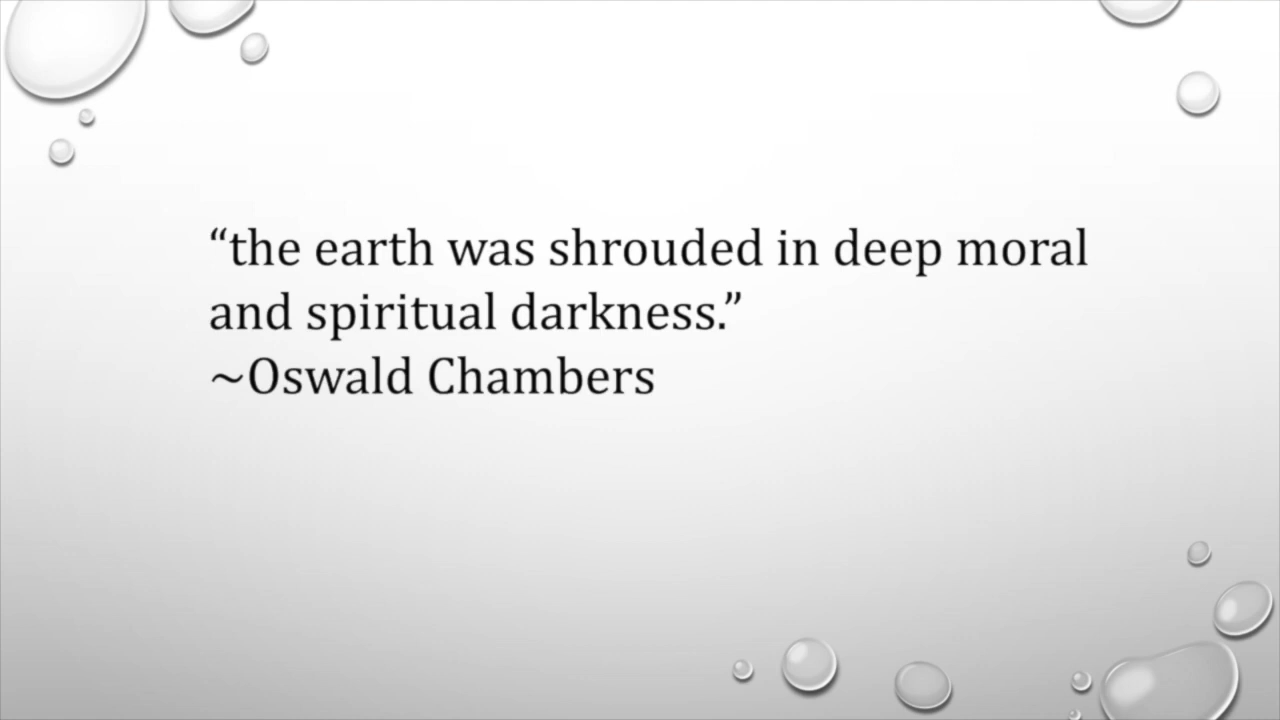 “the earth was shrouded in deep moral
and spiritual darkness.”
~Oswald Chambers